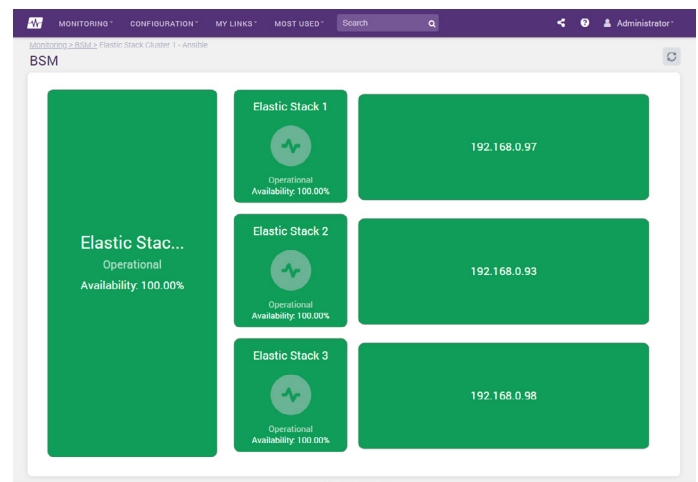 MONITORING CONFIGURATION MY LINKS MOST USED Search Administrator
Monitoring > BSM > Elastic Stack Cluster 1 - Ansible
BSM
Elastic Stac...
Operational
Availability: 100.00%
Elastic Stack 1
Operational
Availability: 100.00%
192.168.0.97
Elastic Stack 2
Operational
Availability: 100.00%
192.168.0.93
Elastic Stack 3
Operational
Availability: 100.00%
192.168.0.98